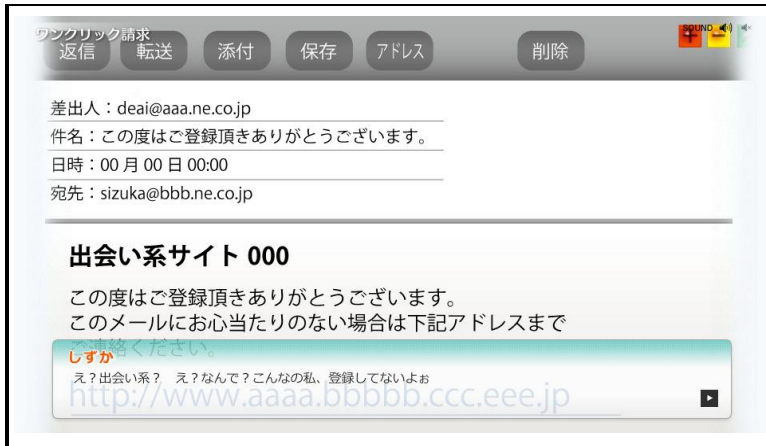 ワンクリック請求
返信 転送 添付 保存 アドレス 削除
SOUND
差出人：deai@aaa.ne.co.jp
件名：この度はご登録頂きありがとうございます。
日時：00 月 00 日 00:00
宛先：sizuka@bbb.ne.co.jp
出会い系サイト 000
この度はご登録頂きありがとうございます。
このメールにお心当たりのない場合は下記アドレスまで
ご連絡ください。
しずか
え？出会い系？　え？なんで？こんなの私、登録してないよぉ
http://www.aaaa.bbbbb.ccc.eee.jp